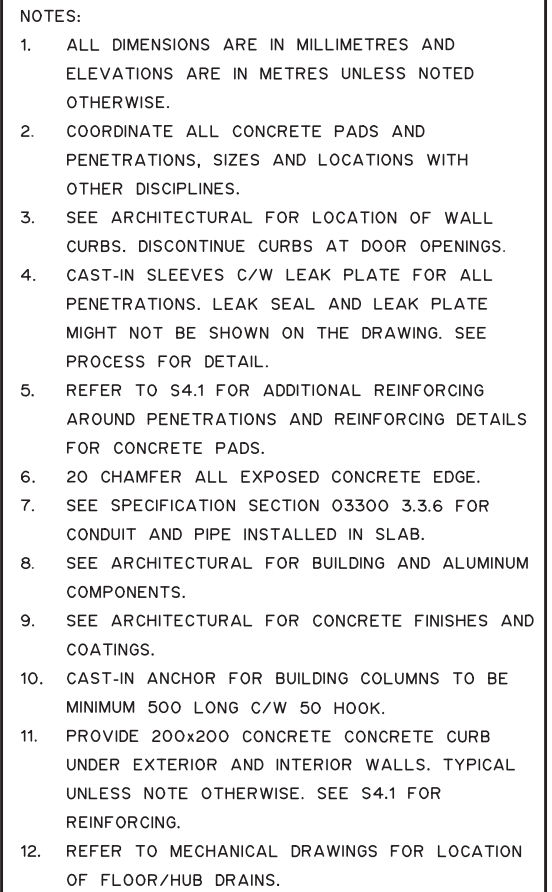 NOTES:
1. ALL DIMENSIONS ARE IN MILLIMETRES AND
ELEVATIONS ARE IN METRES UNLESS NOTED
OTHERWISE.
2. COORDINATE ALL CONCRETE PADS AND
PENETRATIONS, SIZES AND LOCATIONS WITH
OTHER DISCIPLINES.
3. SEE ARCHITECTURAL FOR LOCATION OF WALL
CURBS. DISCONTINUE CURBS AT DOOR OPENINGS.
4. CAST-IN SLEEVES C/W LEAK PLATE FOR ALL
PENETRATIONS. LEAK SEAL AND LEAK PLATE
MIGHT NOT BE SHOWN ON THE DRAWING. SEE
PROCESS FOR DETAIL.
5. REFER TO S4.1 FOR ADDITIONAL REINFORCING
AROUND PENETRATIONS AND REINFORCING DETAILS
FOR CONCRETE PADS.
6. 20 CHAMFER ALL EXPOSED CONCRETE EDGE.
7. SEE SPECIFICATION SECTION 03300 3.3.6 FOR
CONDUIT AND PIPE INSTALLED IN SLAB.
8. SEE ARCHITECTURAL FOR BUILDING AND ALUMINUM
COMPONENTS.
9. SEE ARCHITECTURAL FOR CONCRETE FINISHES AND
COATINGS.
10. CAST-IN ANCHOR FOR BUILDING COLUMNS TO BE
MINIMUM 500 LONG C/W 50 HOOK.
11. PROVIDE 200x200 CONCRETE CONCRETE CURB
UNDER EXTERIOR AND INTERIOR WALLS. TYPICAL
UNLESS NOTE OTHERWISE. SEE S4.1 FOR
REINFORCING.
12. REFER TO MECHANICAL DRAWINGS FOR LOCATION
OF FLOOR/HUB DRAINS.